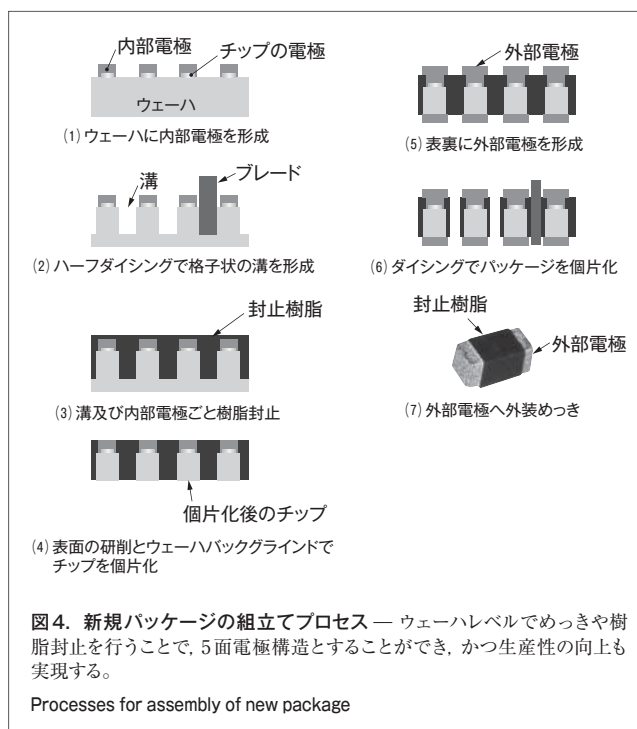 内部電極
チップの電極
ウェーハ
(1) ウェーハに内部電極を形成
溝
ブレード
(2) ハーフダイシングで格子状の溝を形成
封止樹脂
(3) 溝及び内部電極ごと樹脂封止
個片化後のチップ
(4) 表面の研削とウェーハバックグラインドで
チップを個片化
外部電極
(5) 表裏に外部電極を形成
(6) ダイシングでパッケージを個片化
封止樹脂
外部電極
(7) 外部電極へ外装めっき
図4. 新規パッケージの組立てプロセス — ウェーハレベルでめっきや樹
脂封止を行うことで, 5面電極構造とすることができ, かつ生産性の向上も
実現する。
Processes for assembly of new package